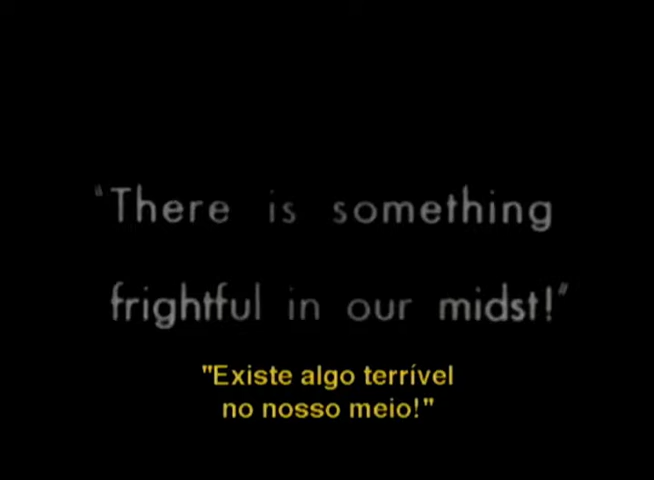 "There is something
frightful in our midst!"
"Existe algo terrível
no nosso meio!"